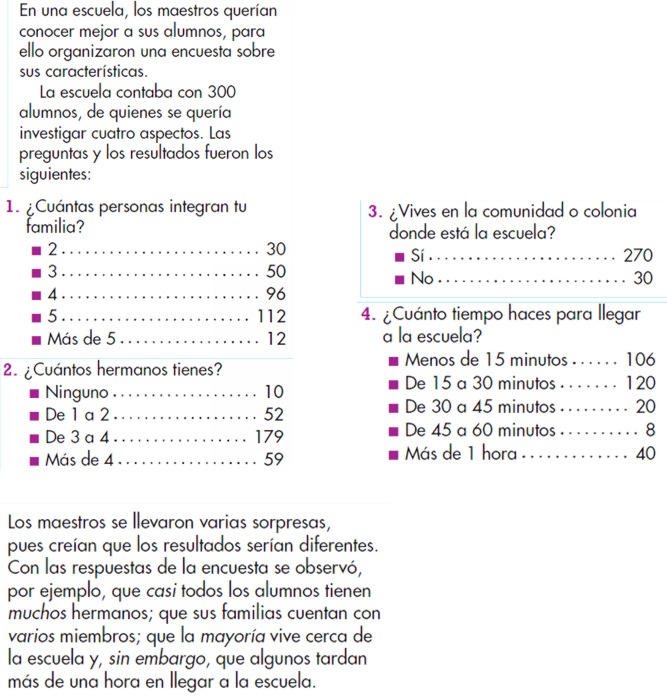 En una escuela, los maestros querían
conocer mejor a sus alumnos, para
ello organizaron una encuesta sobre
sus características.
La escuela contaba con 300
alumnos, de quienes se quería
investigar cuatro aspectos. Las
preguntas y los resultados fueron los
siguientes:
1. ¿Cuántas personas integran tu
familia?
■ 2 . . . . . . . . . . . . . . . . . . . . . . . . . 30
■ 3 . . . . . . . . . . . . . . . . . . . . . . . . . 50
■ 4 . . . . . . . . . . . . . . . . . . . . . . . . . 96
■ 5 . . . . . . . . . . . . . . . . . . . . . . . . 112
■ Más de 5 . . . . . . . . . . . . . . . . . . 12
2. ¿Cuántos hermanos tienes?
■ Ninguno . . . . . . . . . . . . . . . . . . . 10
■ De 1 a 2 . . . . . . . . . . . . . . . . . . . 52
■ De 3 a 4 . . . . . . . . . . . . . . . . . . 179
■ Más de 4 . . . . . . . . . . . . . . . . . . 59
3. ¿Vives en la comunidad o colonia
donde está la escuela?
■ Sí . . . . . . . . . . . . . . . . . . . . . . . . 270
■ No . . . . . . . . . . . . . . . . . . . . . . . . 30
4. ¿Cuánto tiempo haces para llegar
a la escuela?
■ Menos de 15 minutos . . . . . . 106
■ De 15 a 30 minutos . . . . . . . . 120
■ De 30 a 45 minutos . . . . . . . . . 20
■ De 45 a 60 minutos . . . . . . . . . . 8
■ Más de 1 hora . . . . . . . . . . . . . . 40
Los maestros se llevaron varias sorpresas,
pues creían que los resultados serían diferentes.
Con las respuestas de la encuesta se observó,
por ejemplo, que casi todos los alumnos tienen
muchos hermanos; que sus familias cuentan con
varios miembros; que la mayoría vive cerca de
la escuela y, sin embargo, que algunos tardan
más de una hora en llegar a la escuela.